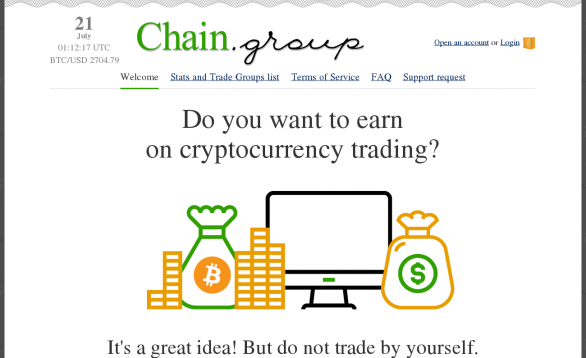 21
July
01:12:17 UTC
BTC/USD 2704.79
Chain.group
Open an account or Login
Welcome Stats and Trade Groups list Terms of Service FAQ Support request
Do you want to earn
on cryptocurrency trading?
₿
$
It's a great idea! But do not trade by yourself.